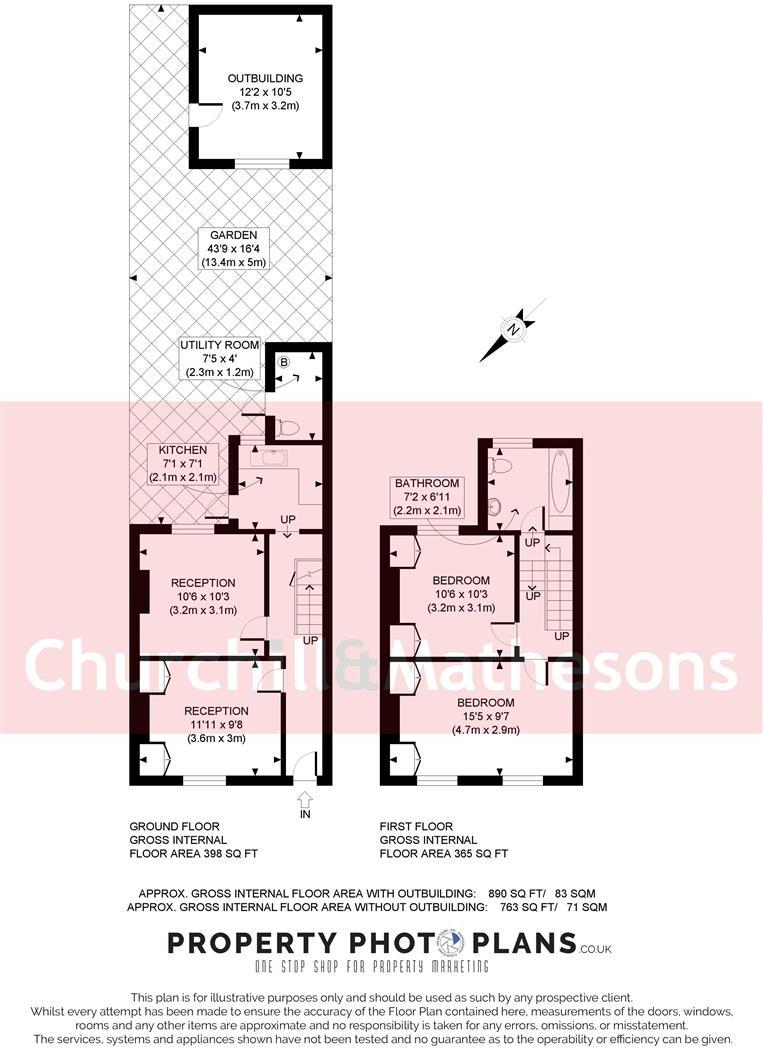 OUTBUILDING
12'2 x 10'5
(3.7m x 3.2m)
GARDEN
43'9 x 16'4
(13.4m x 5m)
N
UTILITY ROOM
7'5 x 4'
(2.3m x 1.2m)
B
KITCHEN
7'1 x 7'1
(2.1m x 2.1m)
BATHROOM
7'2 x 6'11
(2.2m x 2.1m)
UP
UP
RECEPTION
10'6 x 10'3
(3.2m x 3.1m)
BEDROOM
10'6 x 10'3
(3.2m x 3.1m)
UP
UP
UP
Churchill&Mathesons
RECEPTION
11'11 x 9'8
(3.6m x 3m)
BEDROOM
15'5 x 9'7
(4.7m x 2.9m)
IN
GROUND FLOOR
GROSS INTERNAL
FLOOR AREA 398 SQ FT
FIRST FLOOR
GROSS INTERNAL
FLOOR AREA 365 SQ FT
APPROX. GROSS INTERNAL FLOOR AREA WITH OUTBUILDING: 890 SQ FT/ 83 SQM
APPROX. GROSS INTERNAL FLOOR AREA WITHOUT OUTBUILDING: 763 SQ FT/ 71 SQM
PROPERTY PHOTO PLANS.CO.UK
ONE STOP SHOP FOR PROPERTY MARKETING
This plan is for illustrative purposes only and should be used as such by any prospective client.
Whilst every attempt has been made to ensure the accuracy of the Floor Plan contained here, measurements of the doors, windows,
rooms and any other items are approximate and no responsibility is taken for any errors, omissions, or misstatement.
The services, systems and appliances shown have not been tested and no guarantee as to the operability or efficiency can be given.